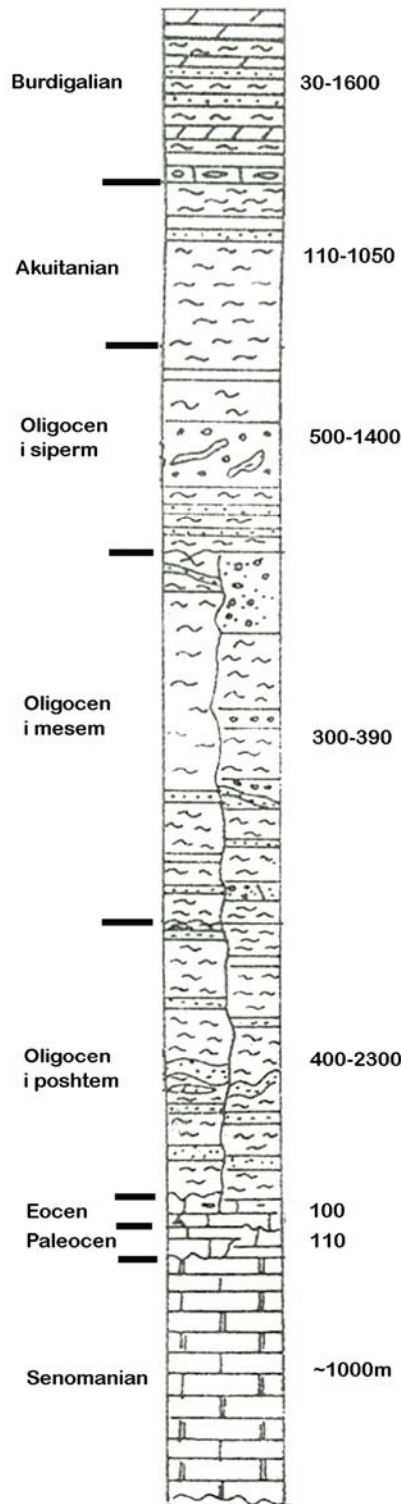 Burdigalian 30-1600
Akuitanian 110-1050
Oligocen
i siperm 500-1400
Oligocen
i mesem 300-390
Oligocen
i poshtem 400-2300
Eocen 100
Paleocen 110
Senomanian ~1000m